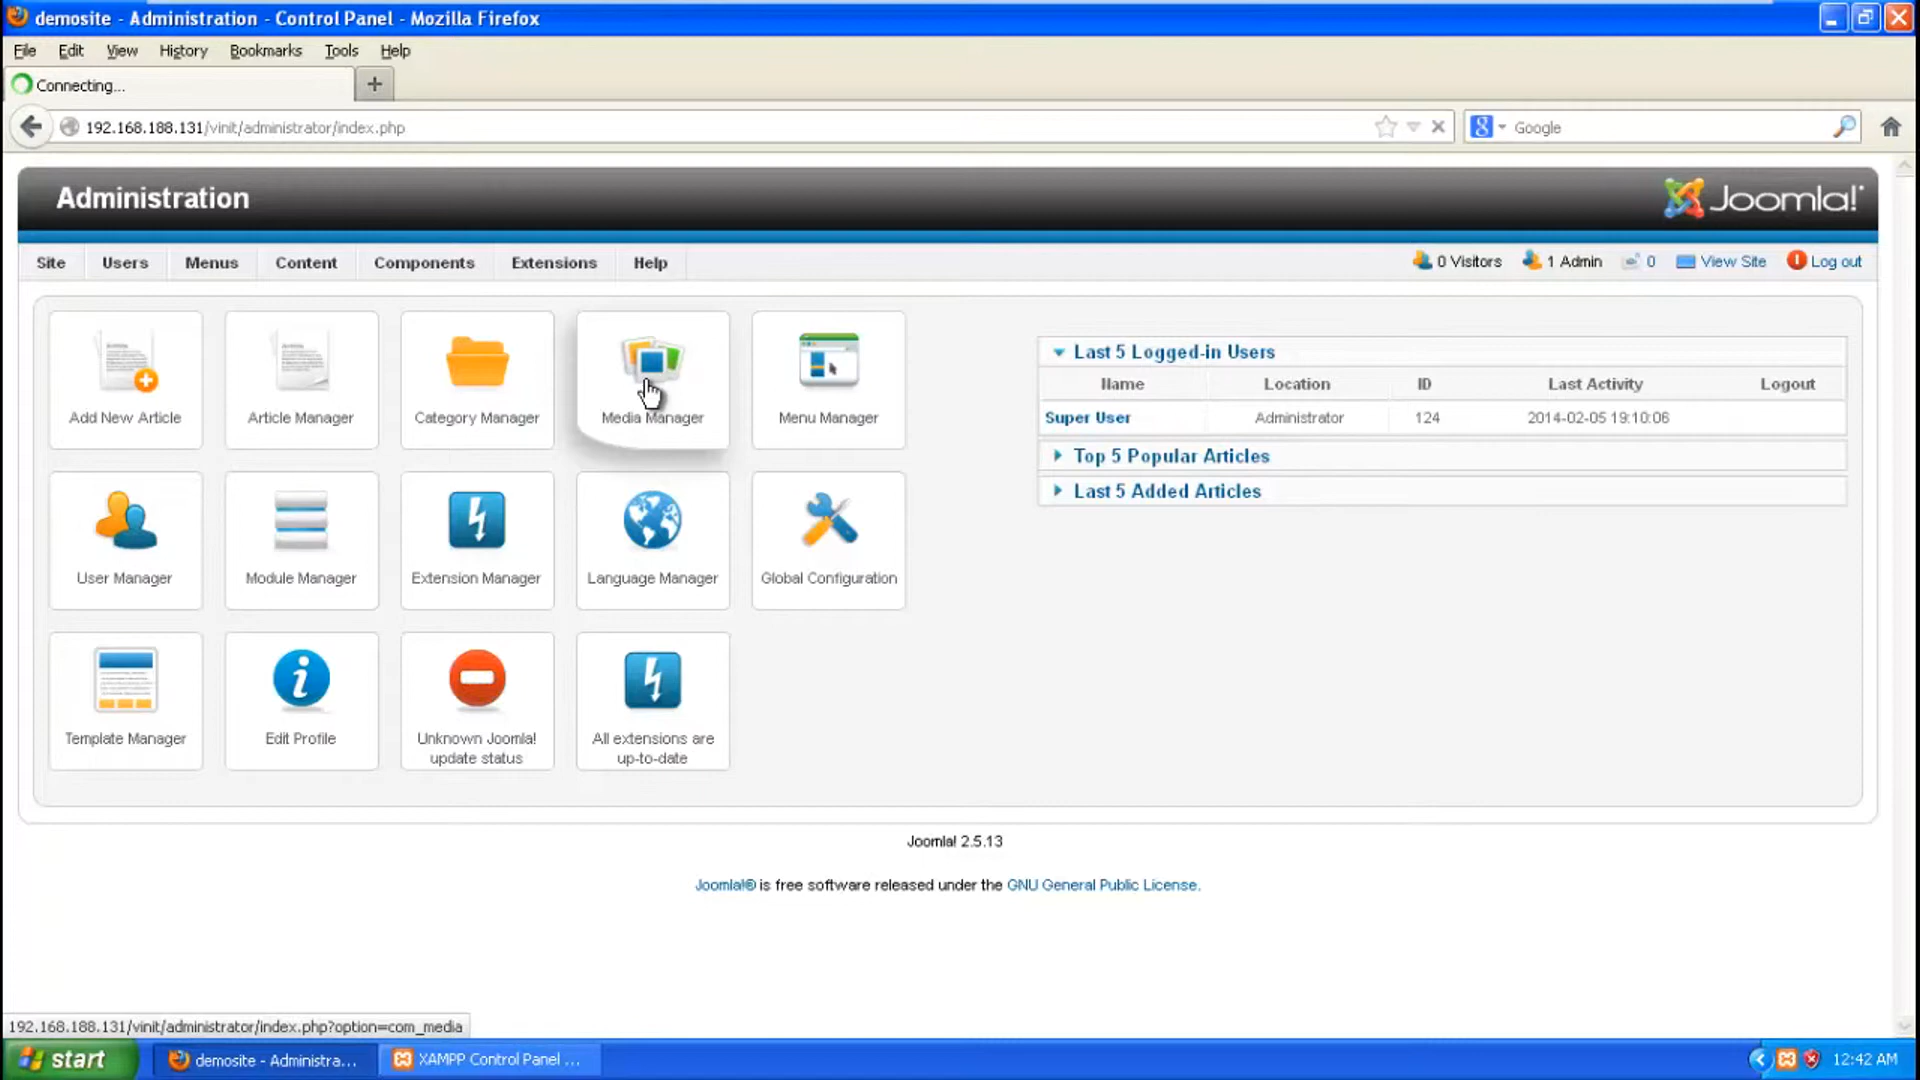 demosite - Administration - Control Panel - Mozilla Firefox
File Edit View History Bookmarks Tools Help
Connecting...
192.168.188.131/vinit/administrator/index.php
Google
Administration
Joomla!
Site Users Menus Content Components Extensions Help
0 Visitors 1 Admin 0 View Site Log out
Add New Article
Article Manager
Category Manager
Media Manager
Menu Manager
User Manager
Module Manager
Extension Manager
Language Manager
Global Configuration
Template Manager
Edit Profile
Unknown Joomla!
update status
All extensions are
up-to-date
Last 5 Logged-in Users
Name Location ID Last Activity Logout
Super User Administrator 124 2014-02-05 19:10:06
Top 5 Popular Articles
Last 5 Added Articles
Joomla! 2.5.13
Joomla!® is free software released under the GNU General Public License.
192.168.188.131/vinit/administrator/index.php?option=com_media
start
demosite - Administra...
XAMPP Control Panel ...
12:42 AM